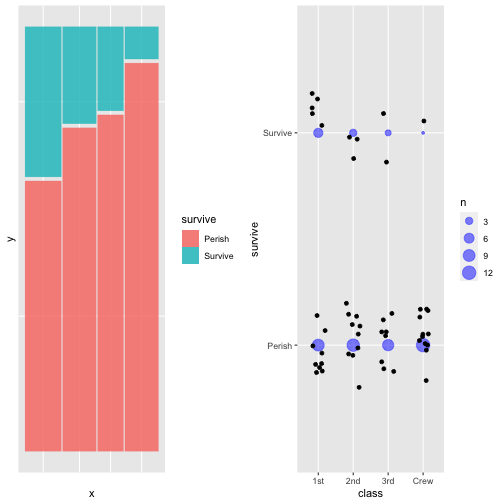 y
x
survive
Perish
Survive
survive
Survive
Perish
1st
2nd
3rd
Crew
class
n
3
6
9
12